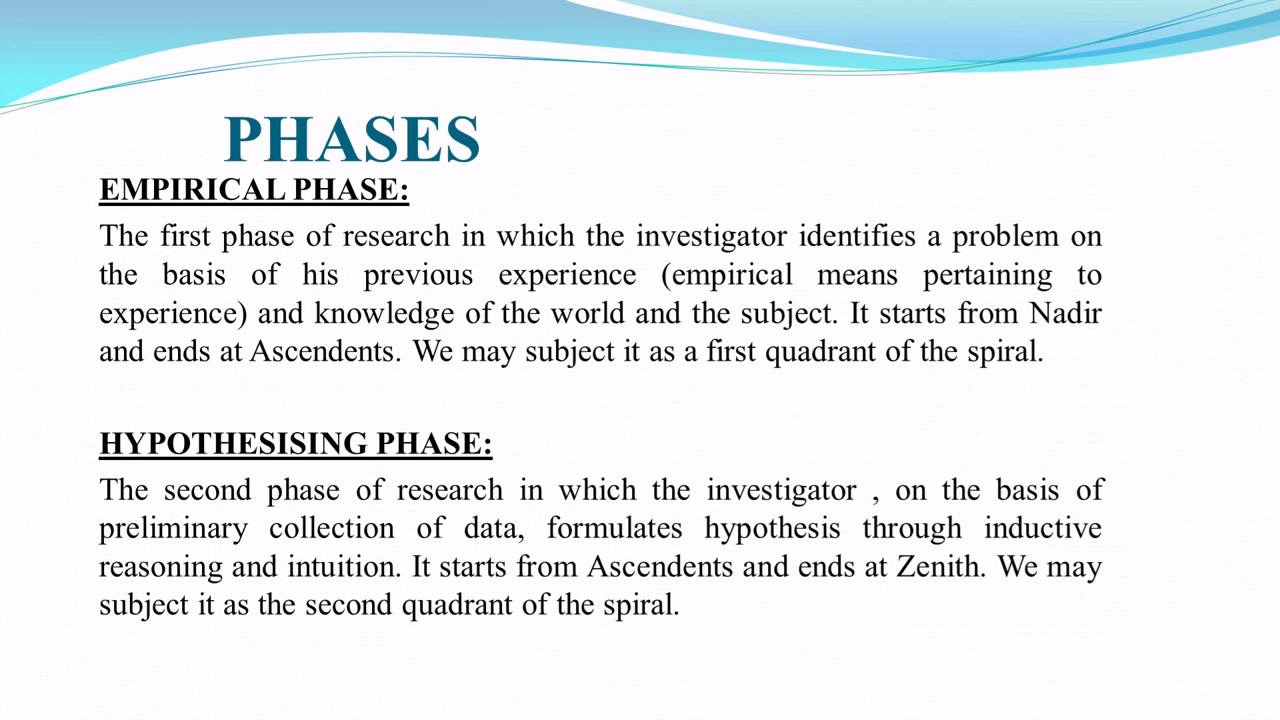 PHASES
EMPIRICAL PHASE:
The first phase of research in which the investigator identifies a problem on
the basis of his previous experience (empirical means pertaining to
experience) and knowledge of the world and the subject. It starts from Nadir
and ends at Ascendents. We may subject it as a first quadrant of the spiral.
HYPOTHESISING PHASE:
The second phase of research in which the investigator , on the basis of
preliminary collection of data, formulates hypothesis through inductive
reasoning and intuition. It starts from Ascendents and ends at Zenith. We may
subject it as the second quadrant of the spiral.